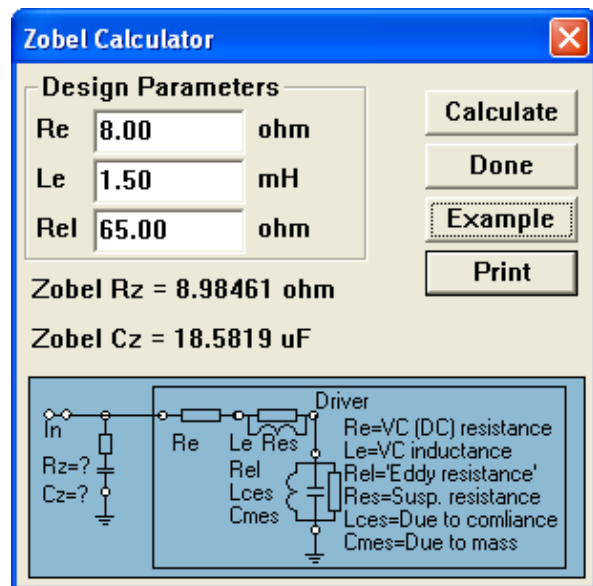 Zobel Calculator
Design Parameters
Re 8.00 ohm
Le 1.50 mH
Rel 65.00 ohm
Calculate
Done
Example
Print
Zobel Rz = 8.98461 ohm
Zobel Cz = 18.5819 uF
Driver
In
Rz=?
Cz=?
Re
Le Res
Rel
Lces
Cmes
Re=VC (DC) resistance
Le=VC inductance
Rel='Eddy resistance'
Res=Susp. resistance
Lces=Due to comliance
Cmes=Due to mass